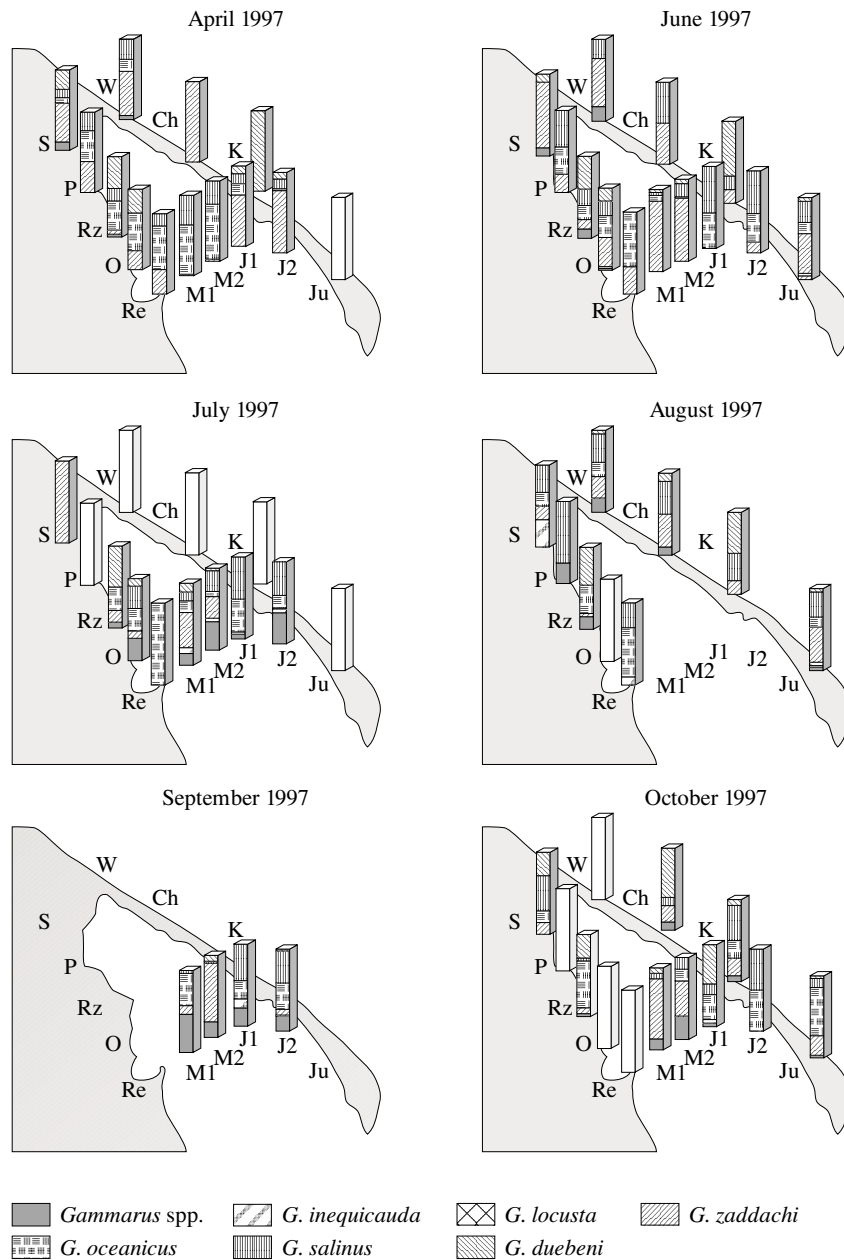 April 1997
June 1997
W
Ch
S
K
P
Rz
J1
O
J2
M2
M1
Ju
Re
W
Ch
S
K
P
Rz
J1
O
J2
M2
M1
Ju
Re
July 1997
August 1997
W
Ch
S
K
P
Rz
J1
O
J2
M2
M1
Ju
Re
W
Ch
S
K
P
Rz
J1
O
J2
M2
M1
Ju
Re
September 1997
October 1997
W
Ch
S
K
P
Rz
J1
O
J2
M2
M1
Ju
Re
W
Ch
S
K
P
Rz
J1
O
J2
M2
M1
Ju
Re
Gammarus spp.
G. inequicauda
G. locusta
G. zaddachi
G. oceanicus
G. salinus
G. duebeni